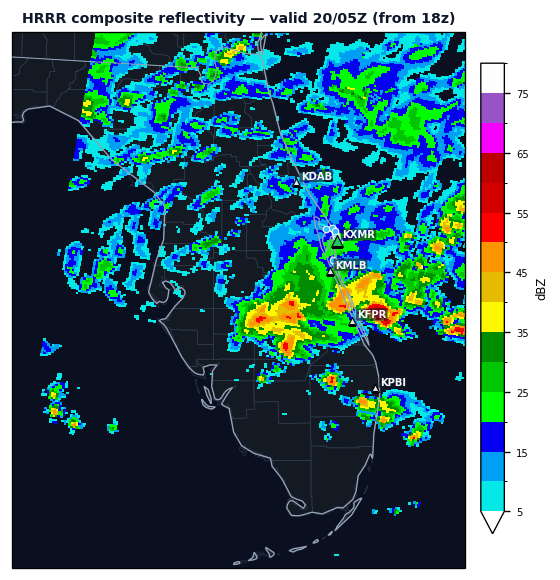 HRRR composite reflectivity — valid 20/05Z (from 18z)
KDAB
KXMR
KMLB
KFPR
KPBI
75
65
55
45
35
25
15
5
dBZ